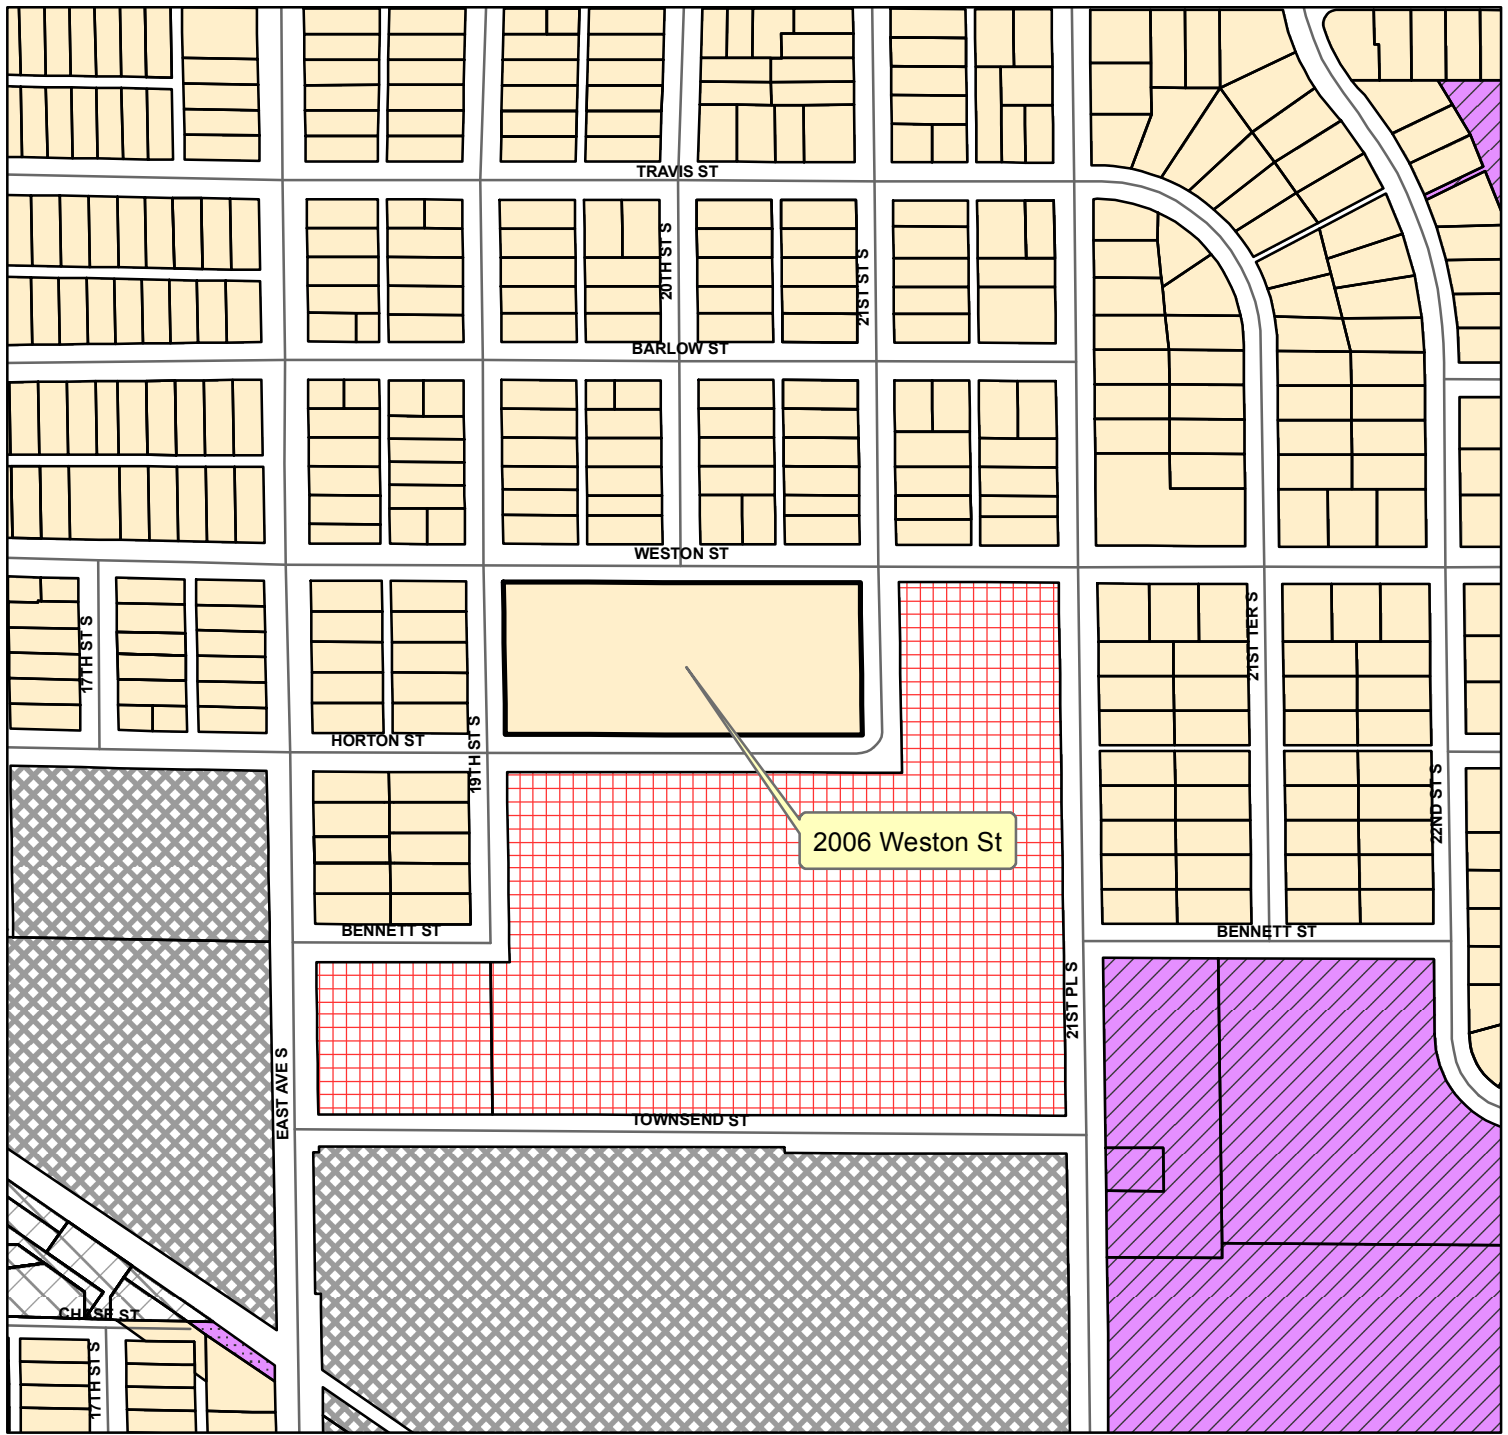 TRAVIS ST
20TH ST S
21ST ST S
BARLOW ST
WESTON ST
17TH ST S
21ST TER S
HORTON ST
19TH ST S
22ND ST S
2006 Weston St
BENNETT ST
BENNETT ST
21ST PL S
EAST AVE S
TOWNSEND ST
CHASE ST
17TH ST S